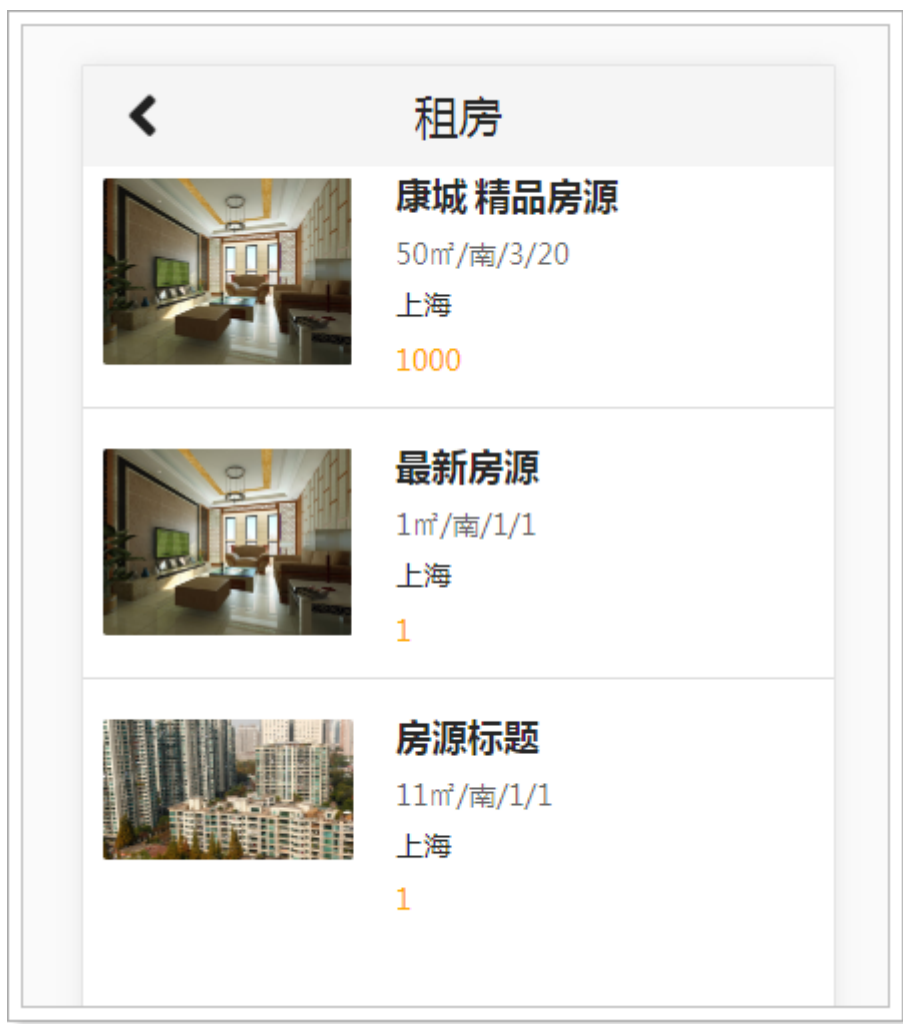 租房
康城 精品房源
50㎡/南/3/20
上海
1000
最新房源
1㎡/南/1/1
上海
1
房源标题
11㎡/南/1/1
上海
1